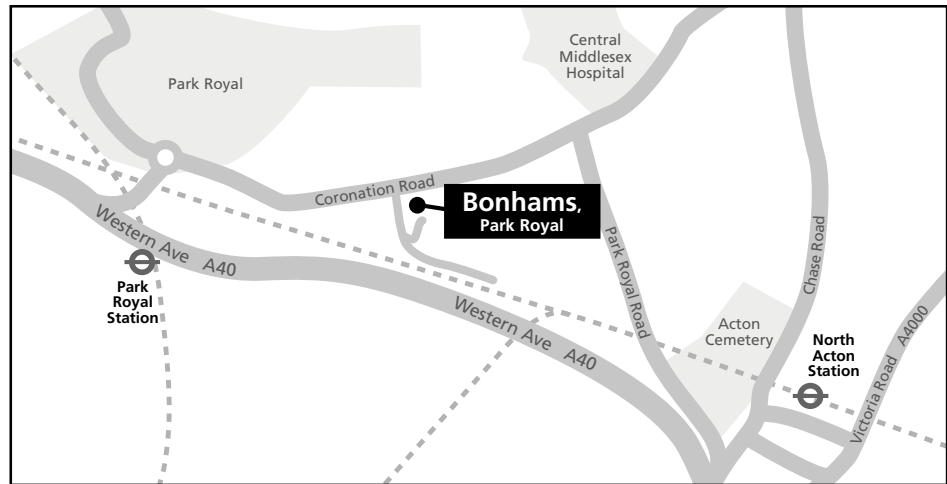 Central
Middlesex
Hospital
Park Royal
Coronation Road
Bonhams,
Park Royal
Western Ave A40
Park
Royal
Station
Park Royal Road
Chase Road
Western Ave A40
Acton
Cemetery
North
Acton
Station
Victoria Road A4000